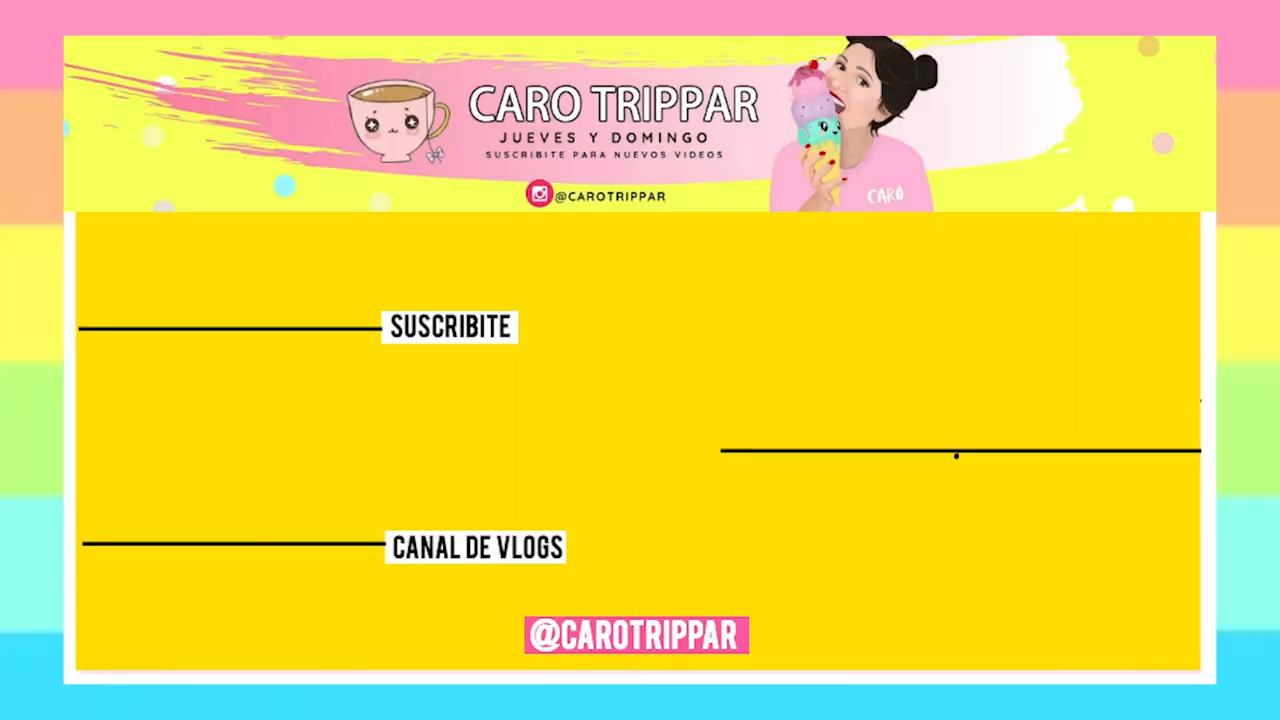 CARO TRIPPAR
JUEVES Y DOMINGO
SUSCRIBITE PARA NUEVOS VIDEOS
@CAROTRIPPAR
CARO
SUSCRIBITE
CANAL DE VLOGS
@CAROTRIPPAR